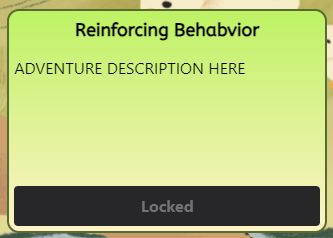 Reinforcing Behabvior
ADVENTURE DESCRIPTION HERE
Locked